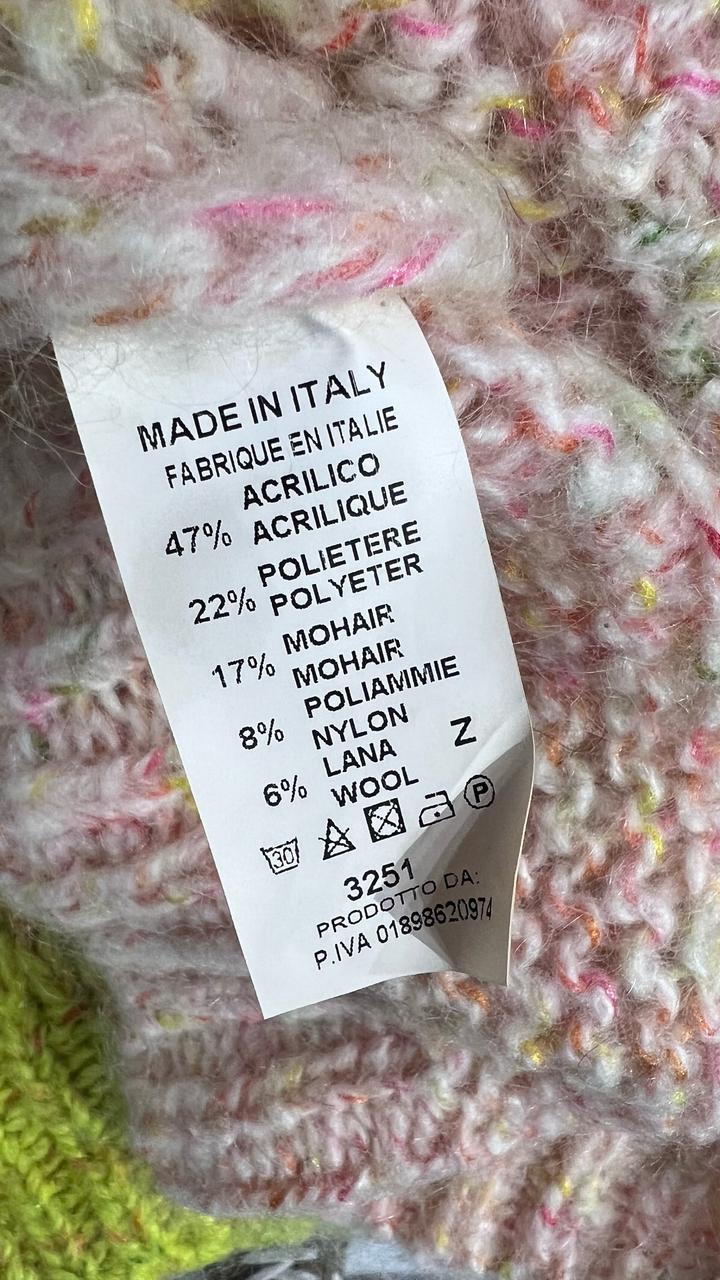 MADE IN ITALY
FABRIQUE EN ITALIE
ACRILICO
47% ACRILIQUE
POLIETERE
22% POLYETER
MOHAIR
17% MOHAIR
POLIAMMIE
8% NYLON
LANA Z
6% WOOL
30 P
3251
PRODOTTO DA:
P.IVA 01898620974